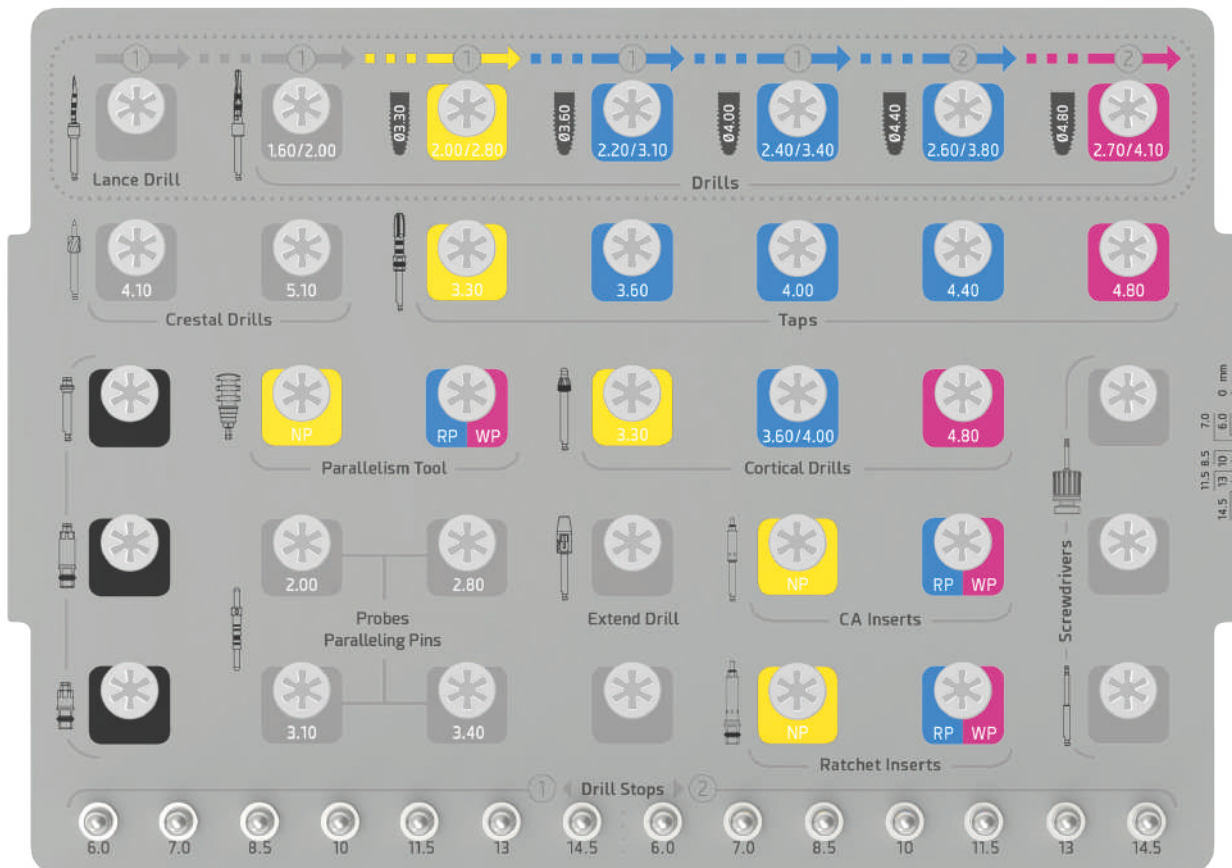 1 1 1 1 1 2 2
Ø3.30 Ø3.60 Ø4.00 Ø4.40 Ø4.80
1.60/2.00 2.00/2.80 2.20/3.10 2.40/3.40 2.60/3.80 2.70/4.10
Lance Drill
Drills
4.10 5.10 3.30 3.60 4.00 4.40 4.80
Crestal Drills
Taps
NP RP WP 3.30 3.60/4.00 4.80
Parallelism Tool
Cortical Drills
0 mm
7.0 6.0
11.5 8.5
13 10
14.5
2.00 2.80 NP RP WP
Probes
Paralleling Pins
Extend Drill
CA Inserts
Screwdrivers
3.10 3.40 NP RP WP
Ratchet Inserts
1 Drill Stops 2
6.0 7.0 8.5 10 11.5 13 14.5 6.0 7.0 8.5 10 11.5 13 14.5